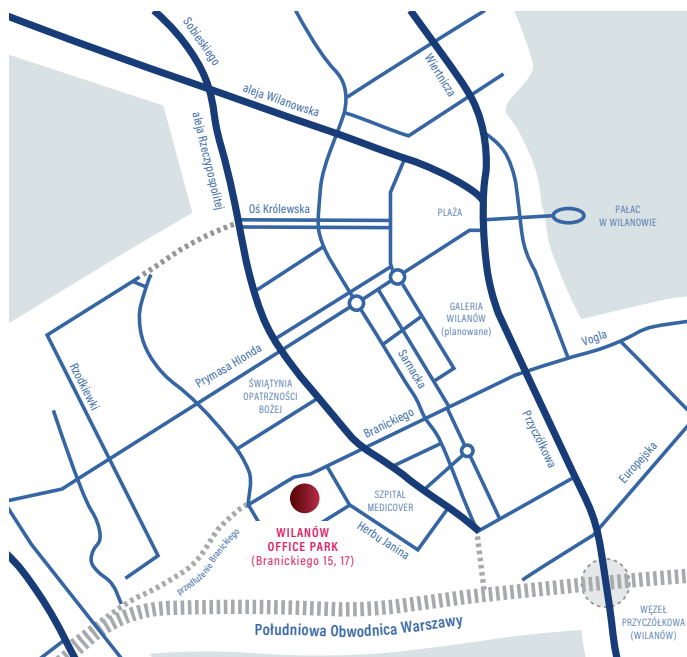 Sobieskiego
Wiertnicza
aleja Wilanowska
aleja Rzeczypospolitej
Oś Królewska
PLAŻA
PAŁAC
W WILANOWIE
GALERIA
WILANÓW
(planowane)
Vogla
Prymasa Hlonda
Sarnacka
Rzodkiewki
ŚWIĄTYNIA
OPATRZNOŚCI
BOŻEJ
Branickiego
Przyczółkowa
Europejska
SZPITAL
MEDICOVER
Herbu Janina
WILANÓW
OFFICE PARK
(Branickiego 15, 17)
przedłużenie Branickiego
Południowa Obwodnica Warszawy
WĘZEŁ
PRZYCZÓŁKOWA
(WILANÓW)